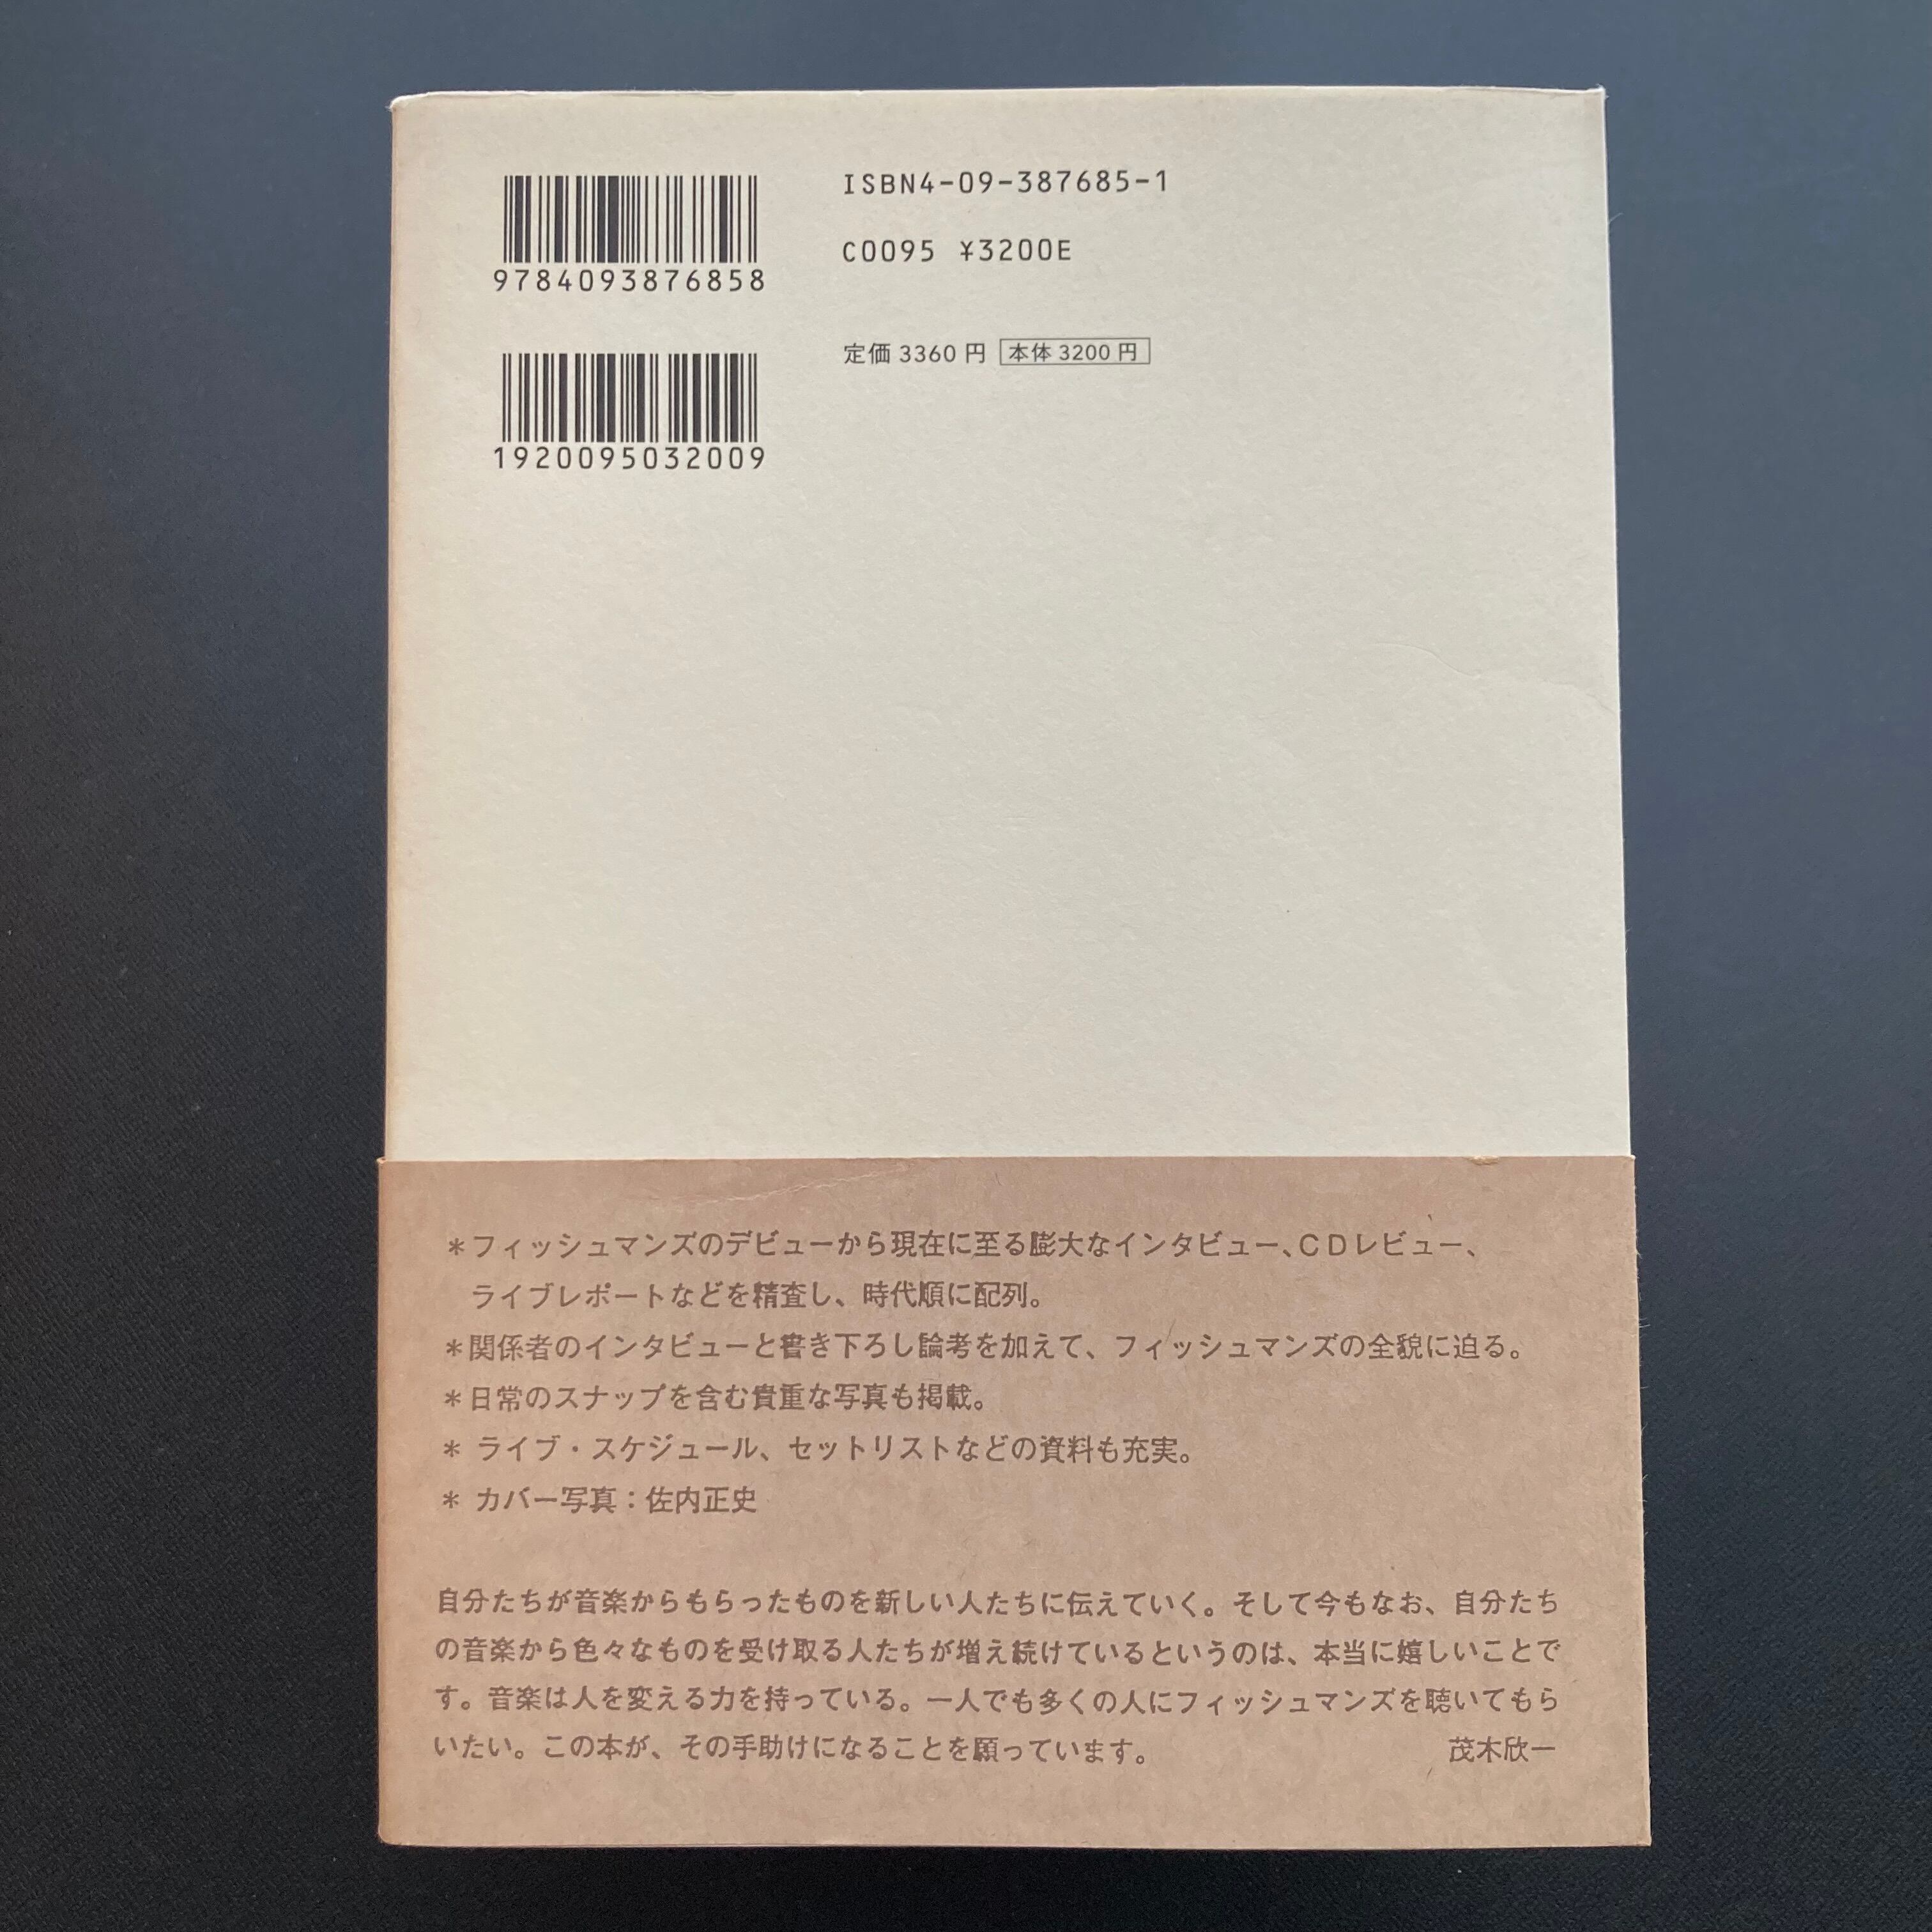 9784093876858
ISBN4-09-387685-1
C0095 ¥3200E
1920095032009
定価 3360 円 本体 3200 円
＊フィッシュマンズのデビューから現在に至る膨大なインタビュー、CDレビュー、
ライブレポートなどを精査し、時代順に配列。
＊関係者のインタビューと書き下ろし論考を加えて、フィッシュマンズの全貌に迫る。
＊日常のスナップを含む貴重な写真も掲載。
＊ ライブ・スケジュール、セットリストなどの資料も充実。
＊ カバー写真：佐内正史
自分たちが音楽からもらったものを新しい人たちに伝えていく。そして今もなお、自分たち
の音楽から色々なものを受け取る人たちが増え続けているというのは、本当に嬉しいことで
す。音楽は人を変える力を持っている。一人でも多くの人にフィッシュマンズを聴いてもら
いたい。この本が、その手助けになることを願っています。 茂木欣一